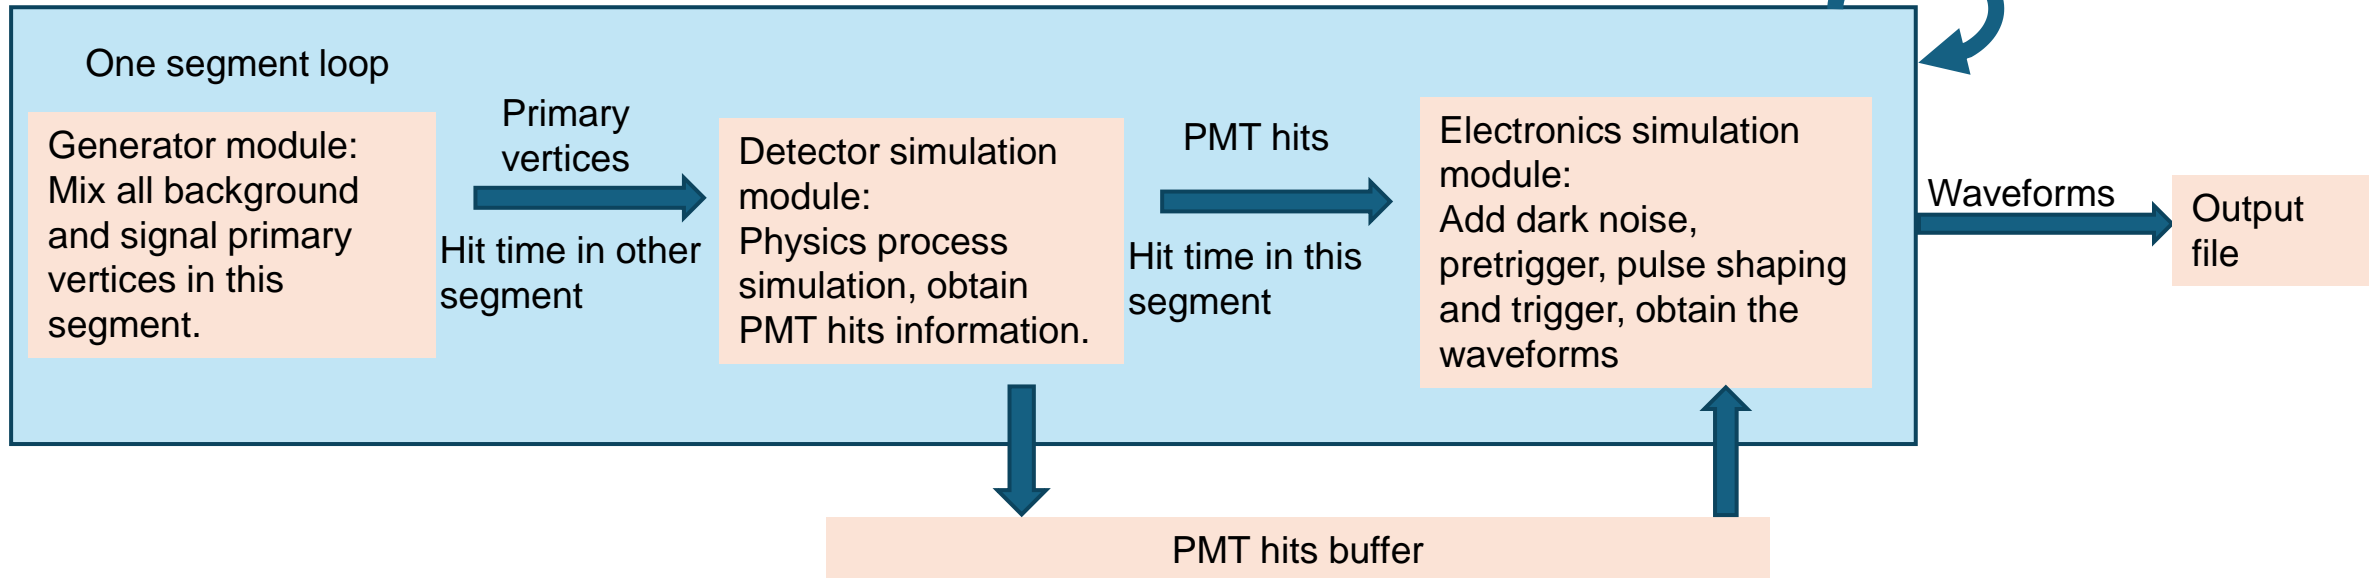 One segment loop
Generator module:
Mix all background
and signal primary
vertices in this
segment.
Primary
vertices
Hit time in other
segment
Detector simulation
module:
Physics process
simulation, obtain
PMT hits information.
PMT hits
Hit time in this
segment
Electronics simulation
module:
Add dark noise,
pretrigger, pulse shaping
and trigger, obtain the
waveforms
Waveforms
Output
file
PMT hits buffer